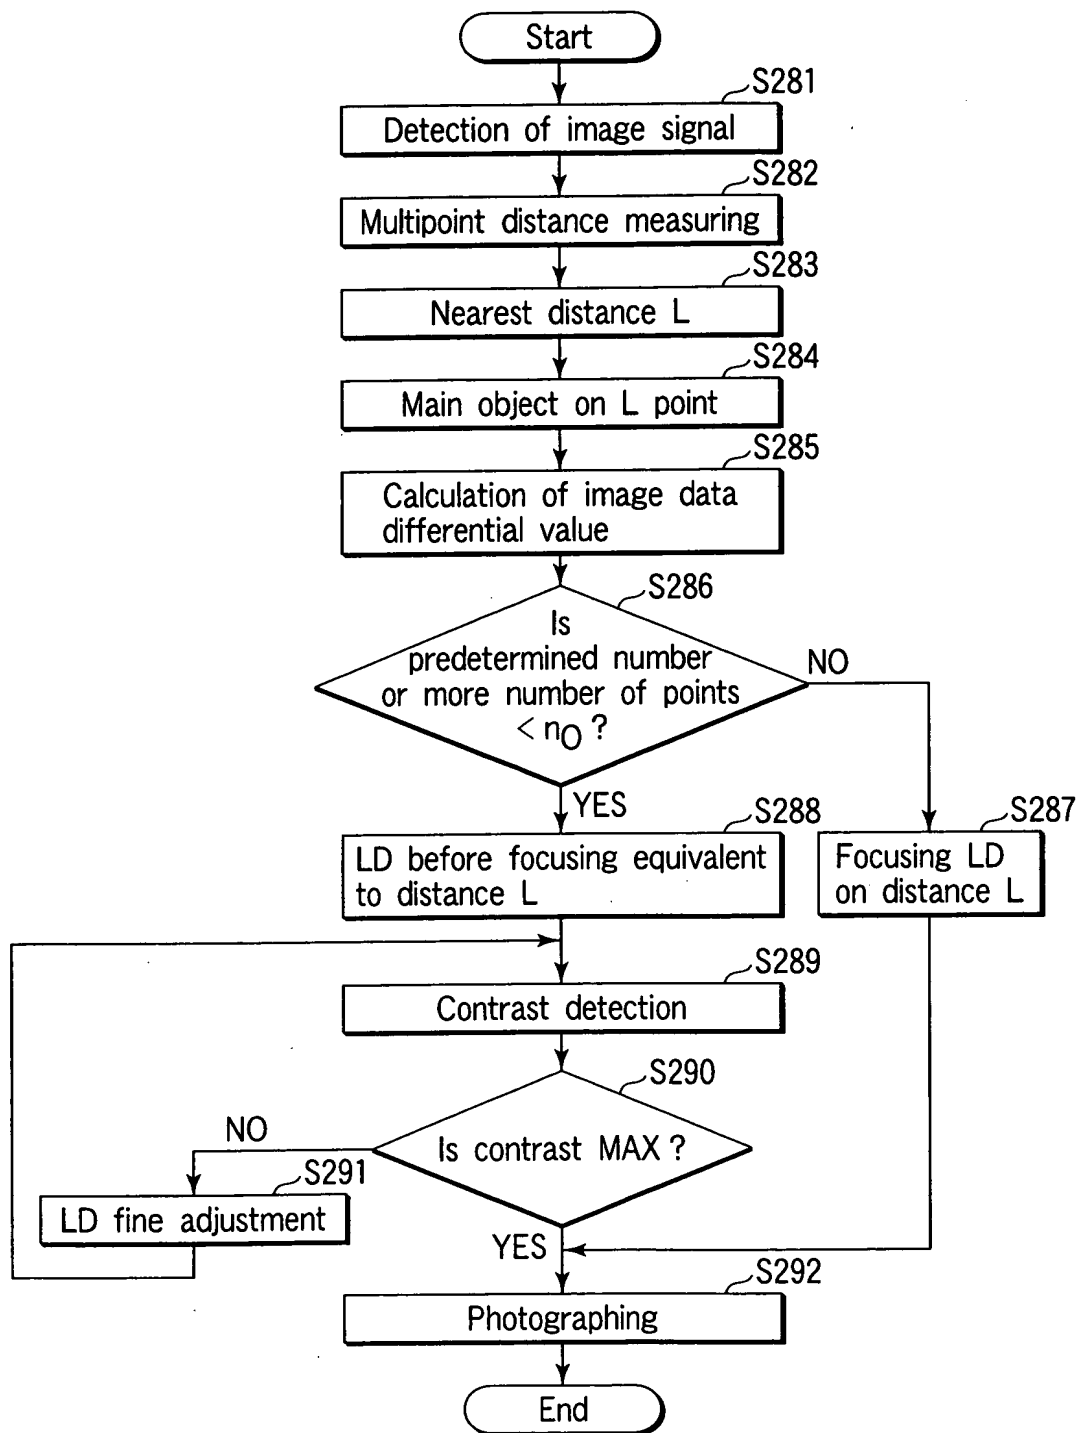 Start
S281
Detection of image signal
S282
Multipoint distance measuring
S283
Nearest distance L
S284
Main object on L point
S285
Calculation of image data
differential value
S286
Is
predetermined number
or more number of points
< n0 ?
NO
YES
S288
LD before focusing equivalent
to distance L
S287
Focusing LD
on distance L
S289
Contrast detection
S290
Is contrast MAX ?
NO
S291
LD fine adjustment
YES
S292
Photographing
End